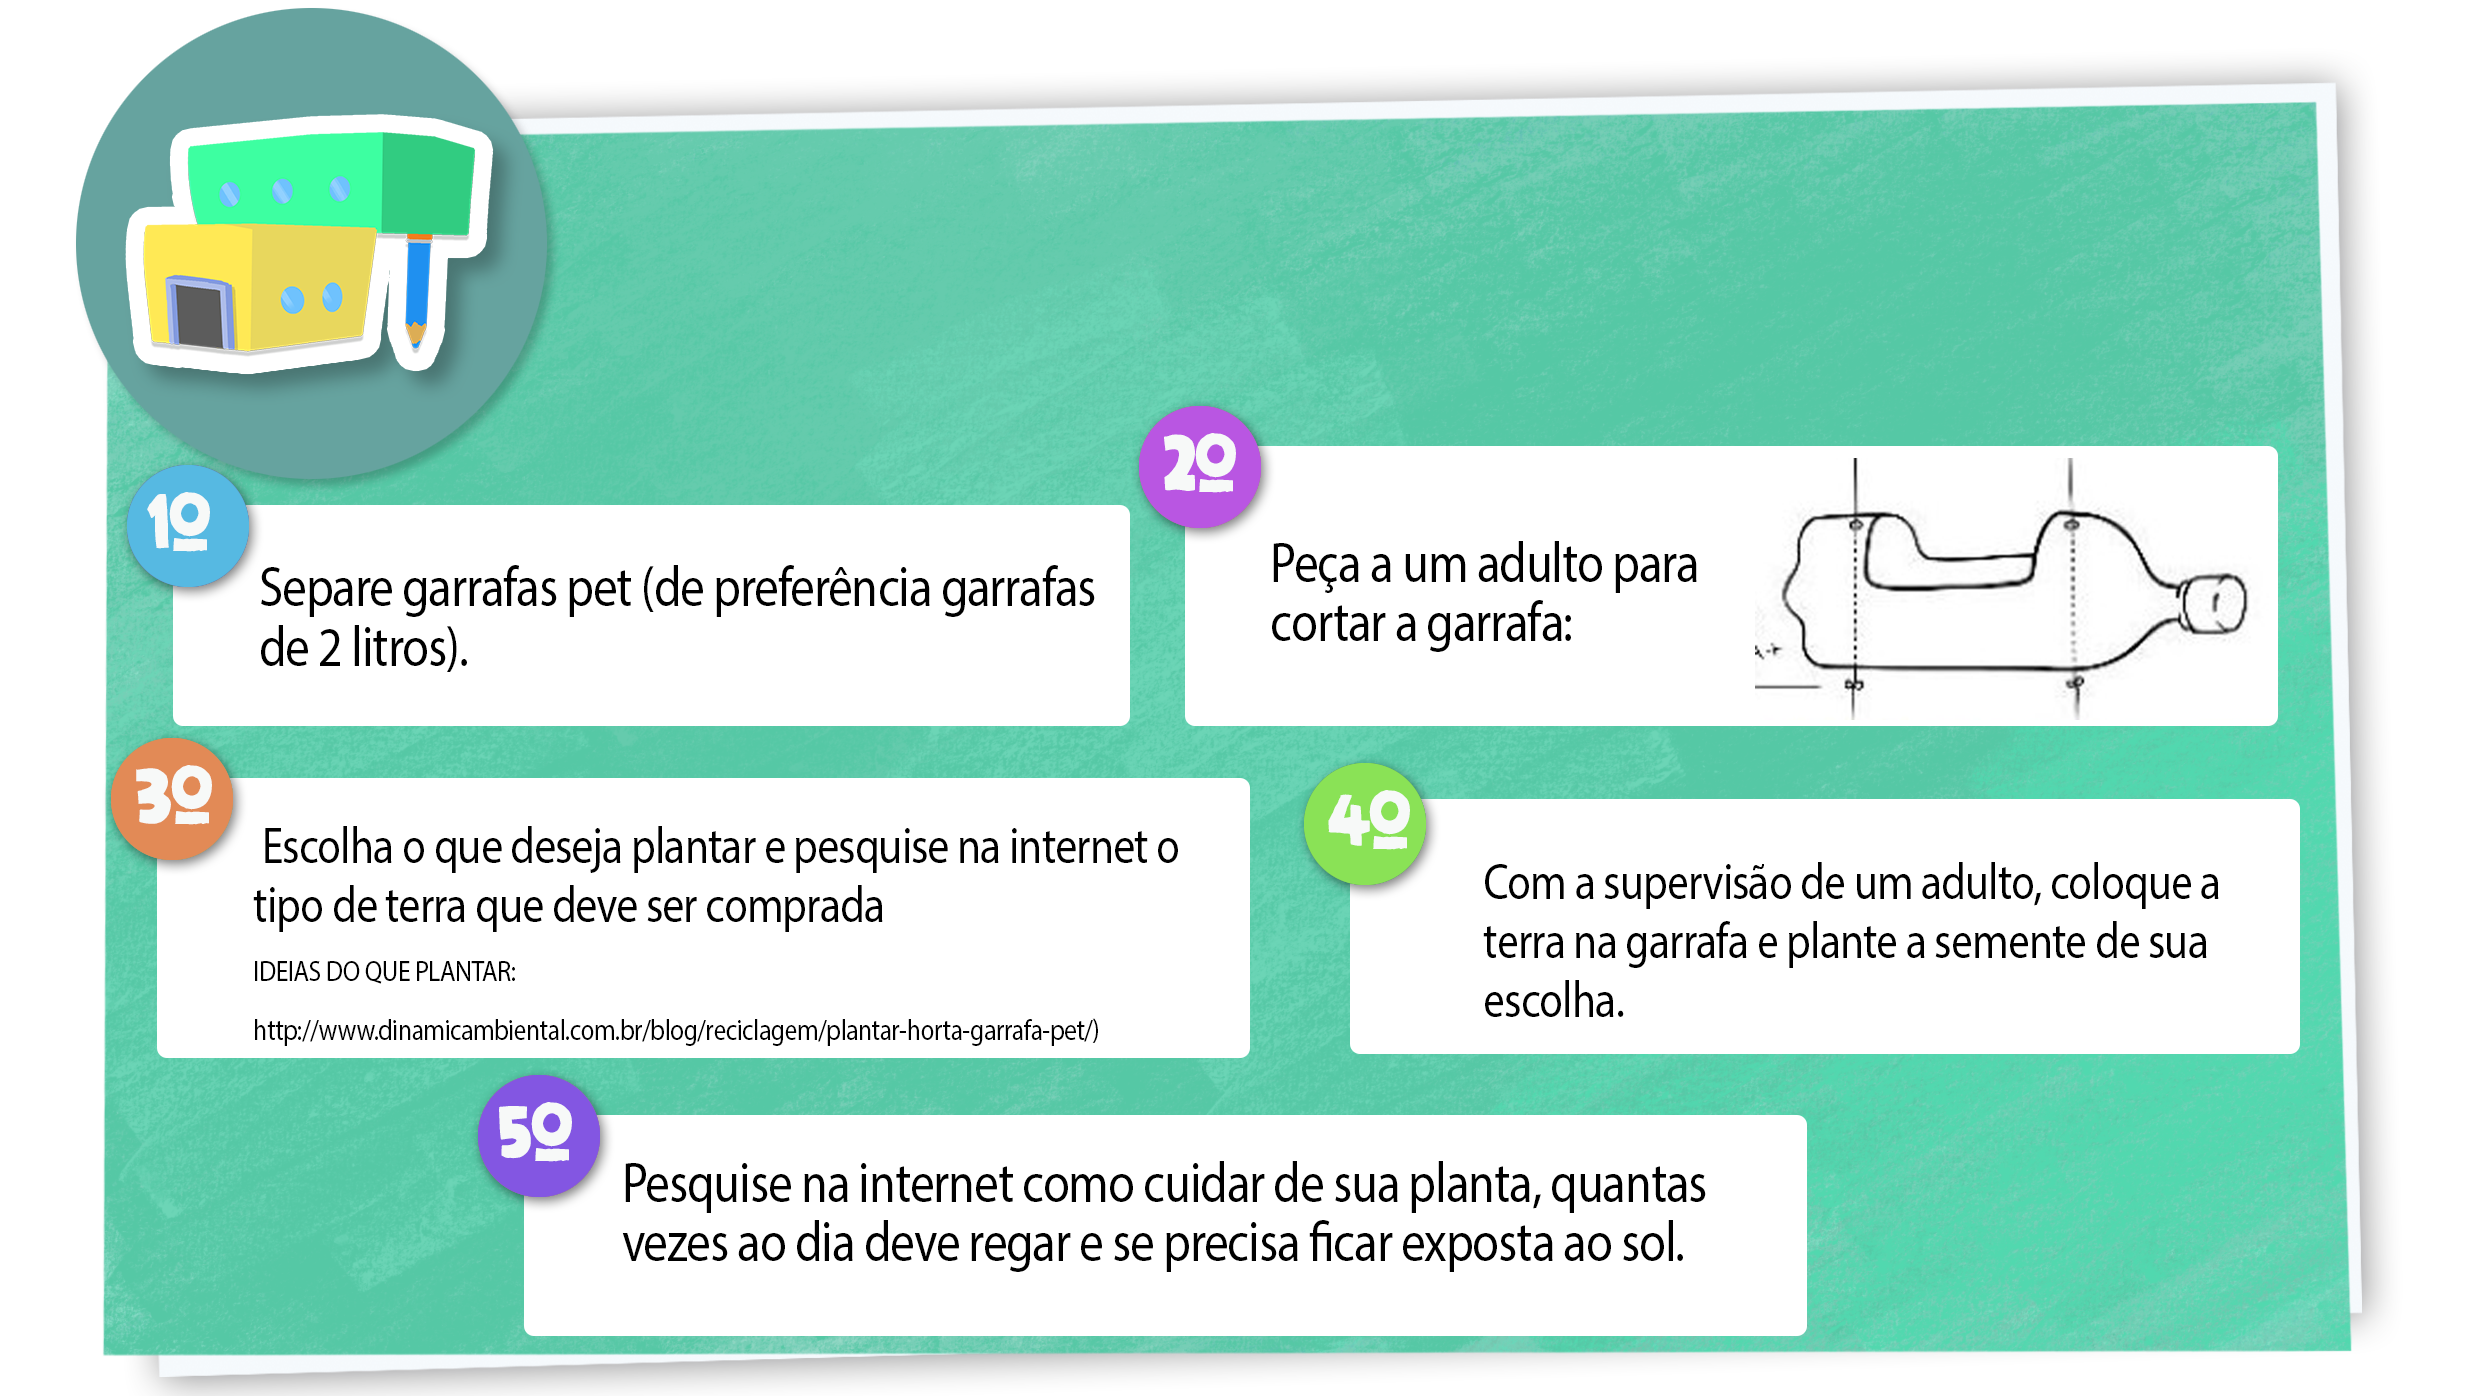 1º
Separe garrafas pet (de preferência garrafas
de 2 litros).
2º
Peça a um adulto para
cortar a garrafa:
3º
Escolha o que deseja plantar e pesquise na internet o
tipo de terra que deve ser comprada
IDEIAS DO QUE PLANTAR:
http://www.dinamicambiental.com.br/blog/reciclagem/plantar-horta-garrafa-pet/)
4º
Com a supervisão de um adulto, coloque a
terra na garrafa e plante a semente de sua
escolha.
5º
Pesquise na internet como cuidar de sua planta, quantas
vezes ao dia deve regar e se precisa ficar exposta ao sol.